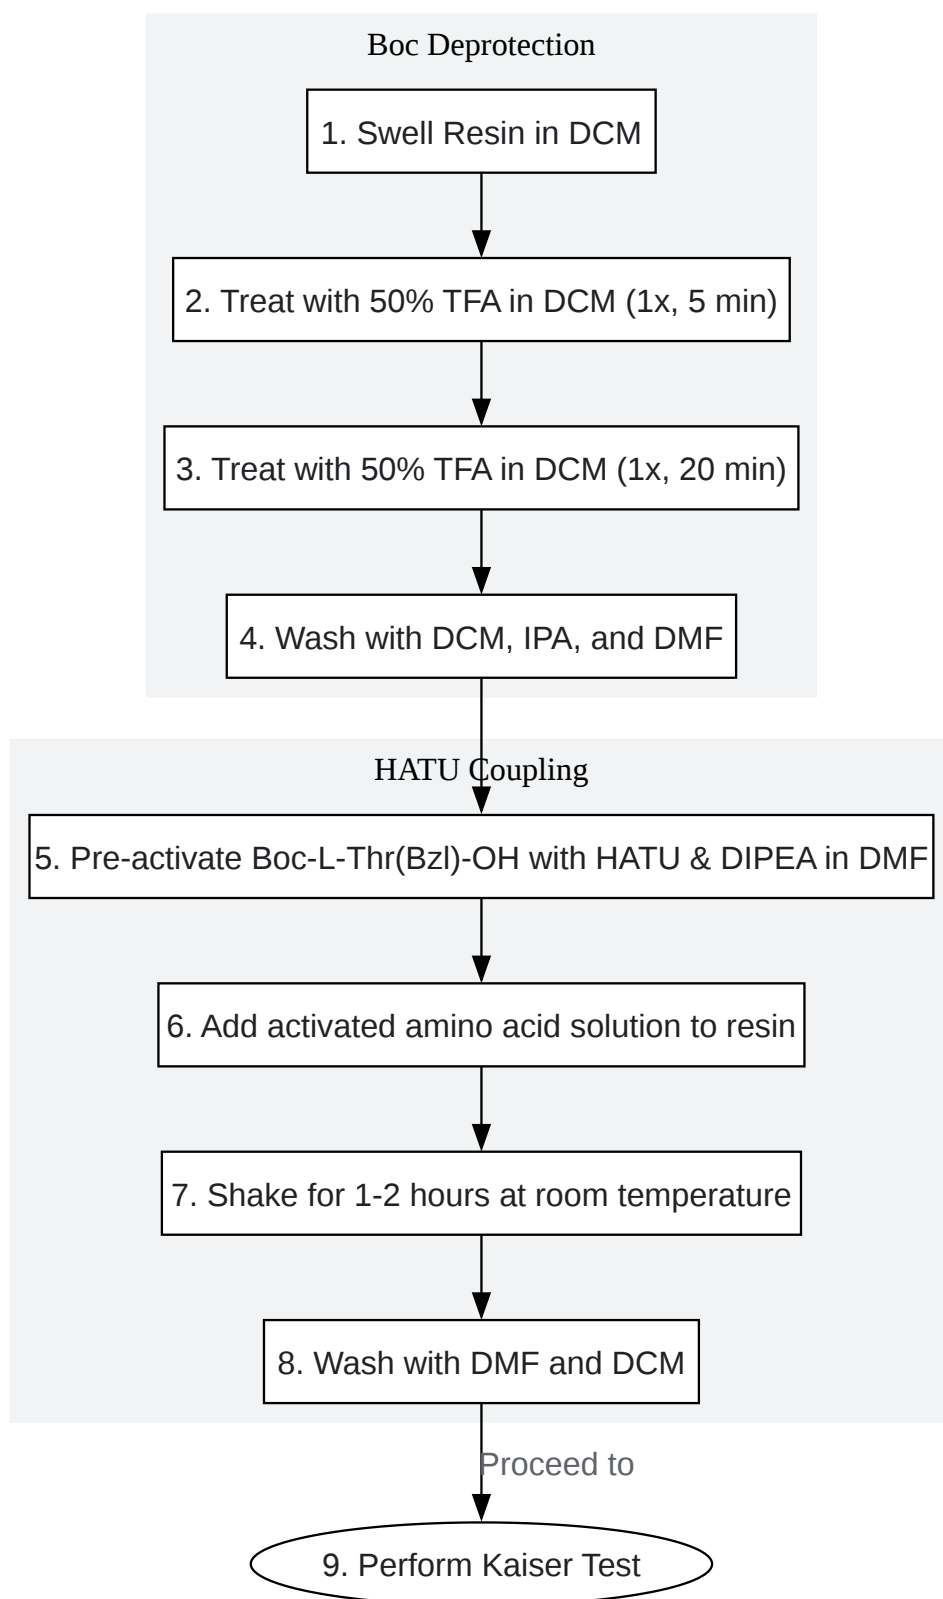 Boc Deprotection
1. Swell Resin in DCM
2. Treat with 50% TFA in DCM (1x, 5 min)
3. Treat with 50% TFA in DCM (1x, 20 min)
4. Wash with DCM, IPA, and DMF
HATU Coupling
5. Pre-activate Boc-L-Thr(Bzl)-OH with HATU & DIPEA in DMF
6. Add activated amino acid solution to resin
7. Shake for 1-2 hours at room temperature
8. Wash with DMF and DCM
Proceed to
9. Perform Kaiser Test